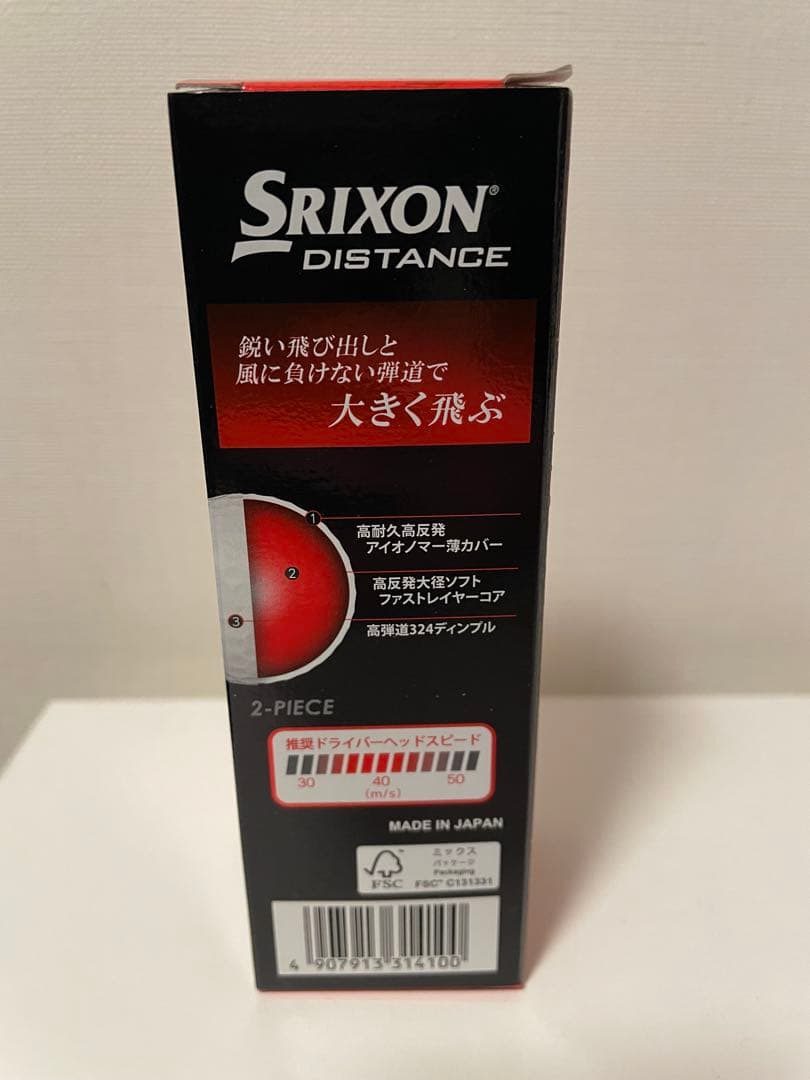 SRIXON®
DISTANCE
鋭い飛び出しと
風に負けない弾道で
大きく飛ぶ
1
高耐久高反発
アイオノマー薄カバー
2
高反発大径ソフト
ファストレイヤーコア
3
高弾道324ディンプル
2-PIECE
推奨ドライバーヘッドスピード
30 40 50
(m/s)
MADE IN JAPAN
ミックス
パッケージ
Packaging
FSC™ C131331
FSC
4 907913 314100